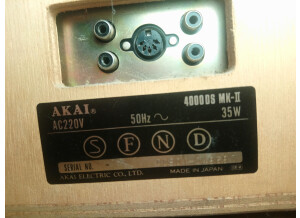 AKAI® 4000DS MK-II
AC220V 50Hz 35W
S F N D
SERIAL NO.
AKAI ELECTRIC CO., LTD. MADE IN JAPAN